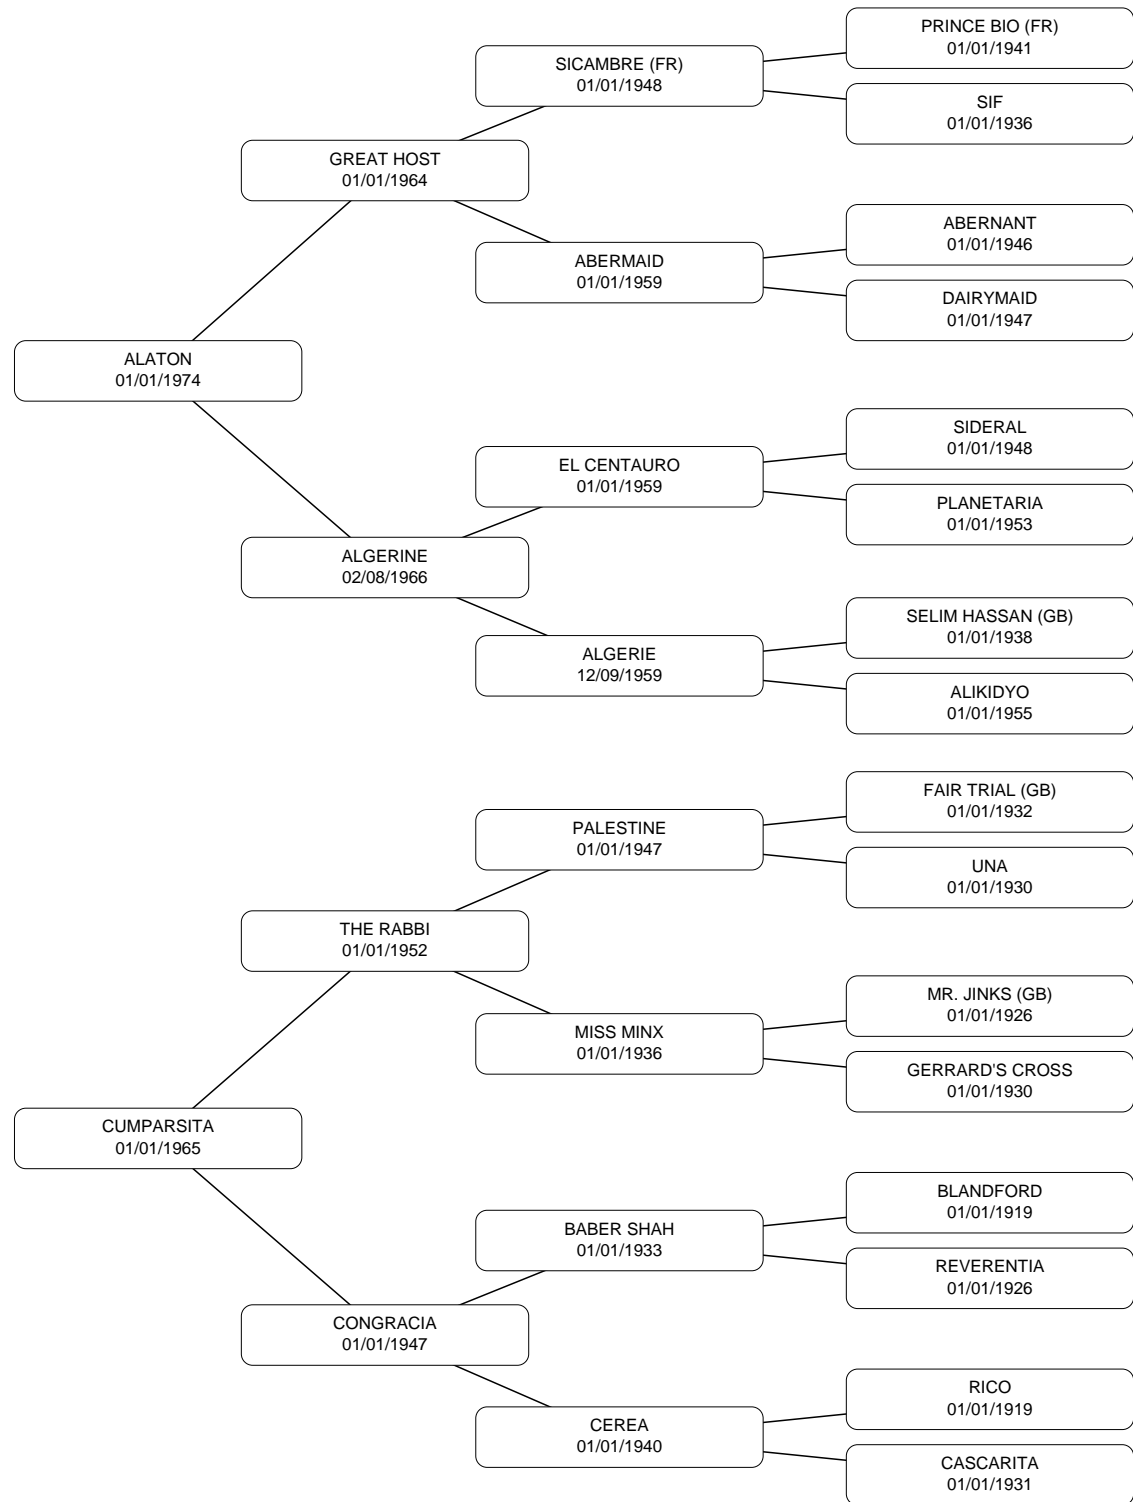 PRINCE BIO (FR)
01/01/1941
SICAMBRE (FR)
01/01/1948
SIF
01/01/1936
GREAT HOST
01/01/1964
ABERNANT
01/01/1946
ABERMAID
01/01/1959
DAIRYMAID
01/01/1947
ALATON
01/01/1974
SIDERAL
01/01/1948
EL CENTAURO
01/01/1959
PLANETARIA
01/01/1953
ALGERINE
02/08/1966
SELIM HASSAN (GB)
01/01/1938
ALGERIE
12/09/1959
ALIKIDYO
01/01/1955
FAIR TRIAL (GB)
01/01/1932
PALESTINE
01/01/1947
UNA
01/01/1930
THE RABBI
01/01/1952
MR. JINKS (GB)
01/01/1926
MISS MINX
01/01/1936
GERRARD'S CROSS
01/01/1930
CUMPARSITA
01/01/1965
BLANDFORD
01/01/1919
BABER SHAH
01/01/1933
REVERENTIA
01/01/1926
CONGRACIA
01/01/1947
RICO
01/01/1919
CEREA
01/01/1940
CASCARITA
01/01/1931